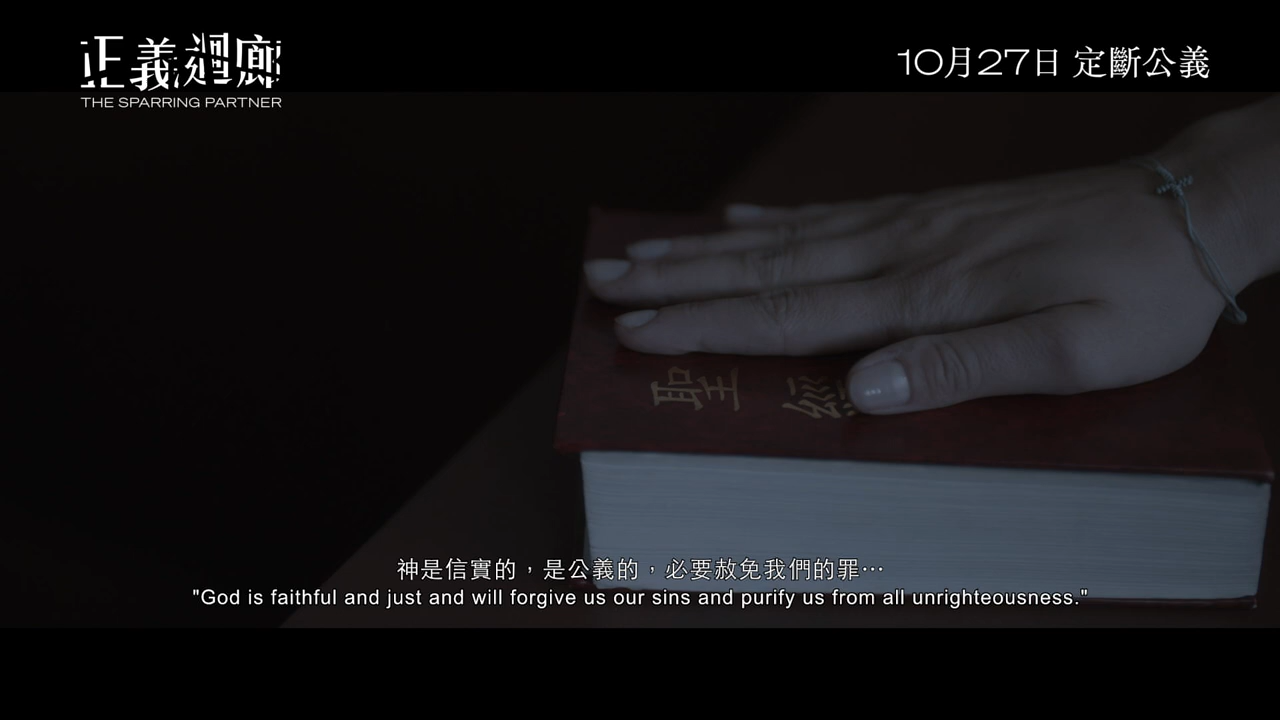 正義迴廊
THE SPARRING PARTNER
10月27日 定斷公義
聖經
神是信實的，是公義的，必要赦免我們的罪…
"God is faithful and just and will forgive us our sins and purify us from all unrighteousness."